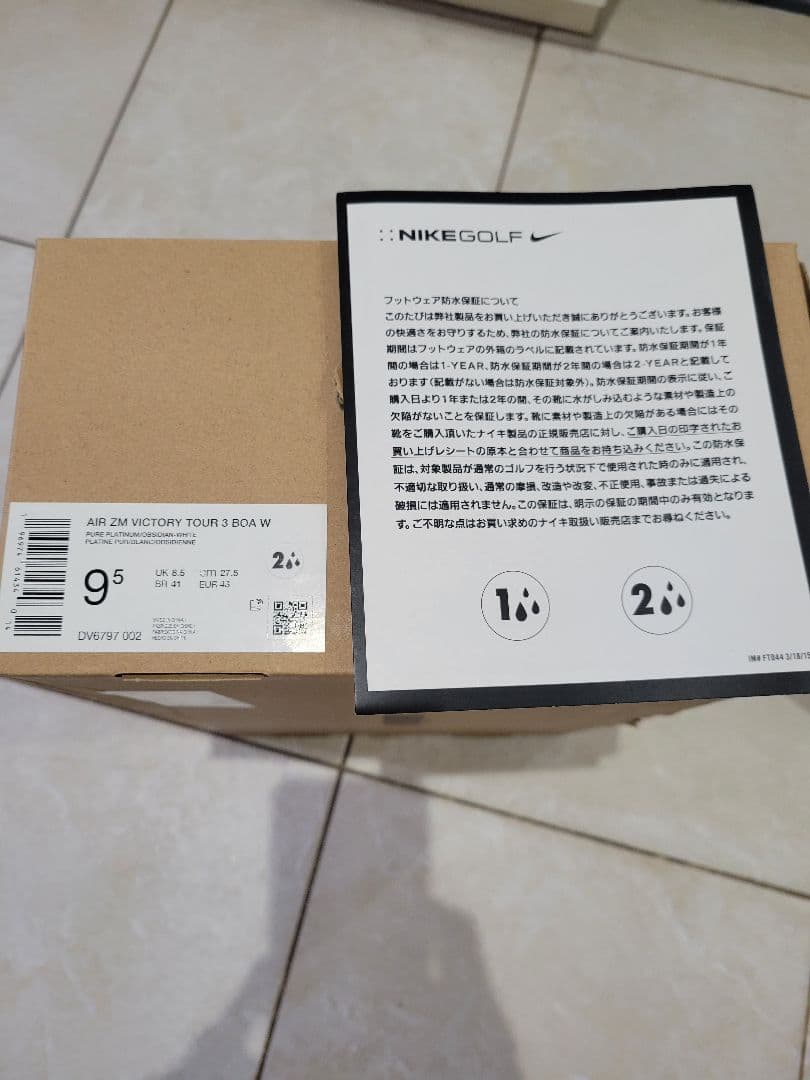 AIR ZM VICTORY TOUR 3 BOA W
PURE PLATINUM/OBSIDIAN-WHITE
PLATINE PUR/BLANC/OBSIDIENNE
9⁵
UK 8.5 cm 27.5
BR 41 EUR 43
2
DV6797 002
NIKEGOLF
フットウェア防水保証について
このたびは弊社製品をお買い上げいただき誠にありがとうございます。お客様
の快適さをお守りするため、弊社の防水保証についてご案内いたします。保証
期間はフットウェアの外箱のラベルに記載されています。防水保証期間が1年
間の場合は1-YEAR、防水保証期間が2年間の場合は2-YEARと記載して
おります(記載がない場合は防水保証対象外)。防水保証期間の表示に従い、ご
購入日より1年または2年の間、その靴に水がしみ込むような素材や製造上の
欠陥がないことを保証します。靴に素材や製造上の欠陥がある場合にはその
靴をご購入頂いたナイキ製品の正規販売店に対し、ご購入日の印字されたお
買い上げレシートの原本と合わせて商品をお持ち込みください。この防水保
証は、対象製品が通常のゴルフを行う状況下で使用された時のみに適用され、
不適切な取り扱い、通常の摩損、改造や改変、不正使用、事故または過失による
破損には適用されません。この保証は、明示の保証の期間中のみ有効となりま
す。ご不明な点はお買い求めのナイキ取扱い販売店までお尋ねください。
1
2
IM# FT044 3/18/15